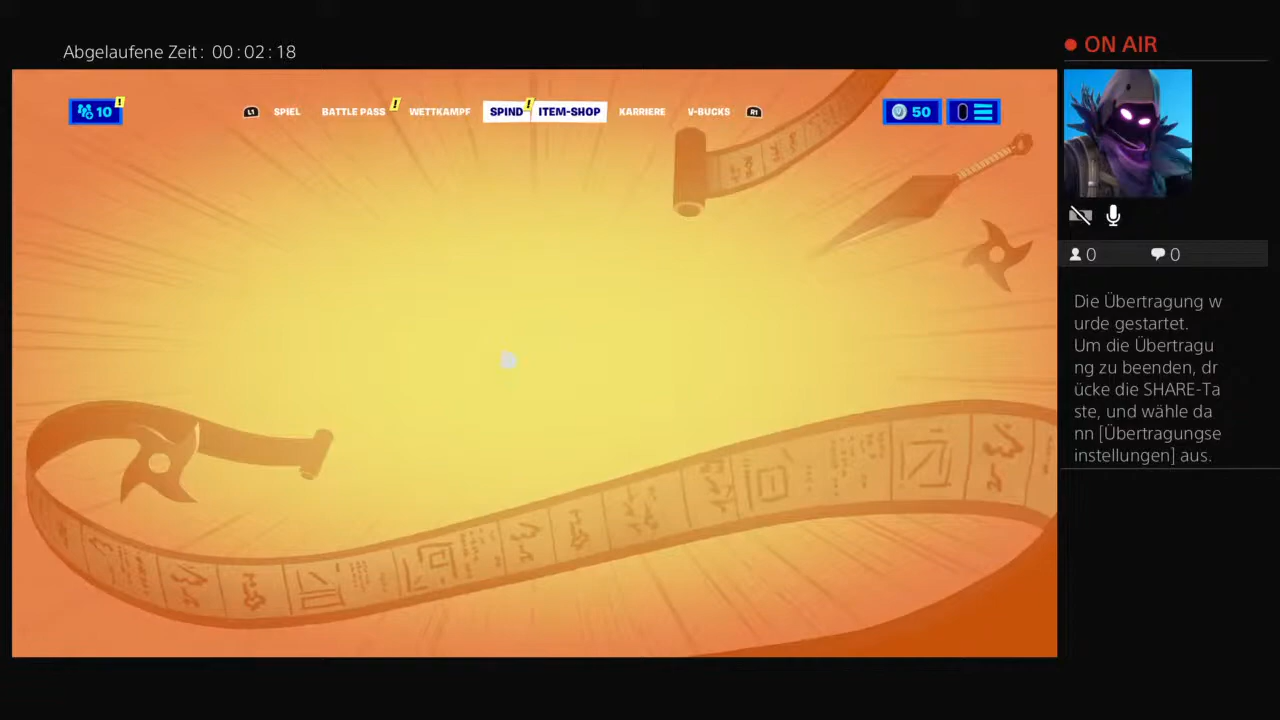 Abgelaufene Zeit: 00:02:18
ON AIR
10 !
L1 SPIEL BATTLE PASS ! WETTKAMPF SPIND ! ITEM-SHOP KARRIERE V-BUCKS R1
50
0 0
Die Übertragung w
urde gestartet.
Um die Übertragu
ng zu beenden, dr
ücke die SHARE-Ta
ste, und wähle da
nn [Übertragungse
instellungen] aus.